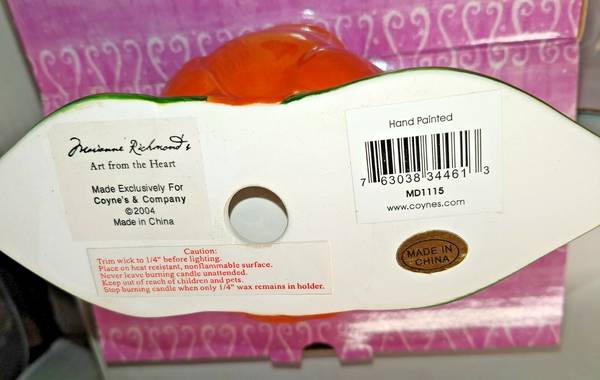 Marianne Richmond's
Art from the Heart
Made Exclusively For
Coyne's & Company
©2004
Made in China
Hand Painted
7 63038 34461 3
MD1115
www.coynes.com
MADE IN
CHINA
Caution:
Trim wick to 1/4" before lighting.
Place on heat resistant, nonflammable surface.
Never leave burning candle unattended.
Keep out of reach of children and pets.
Stop burning candle when only 1/4" wax remains in holder.